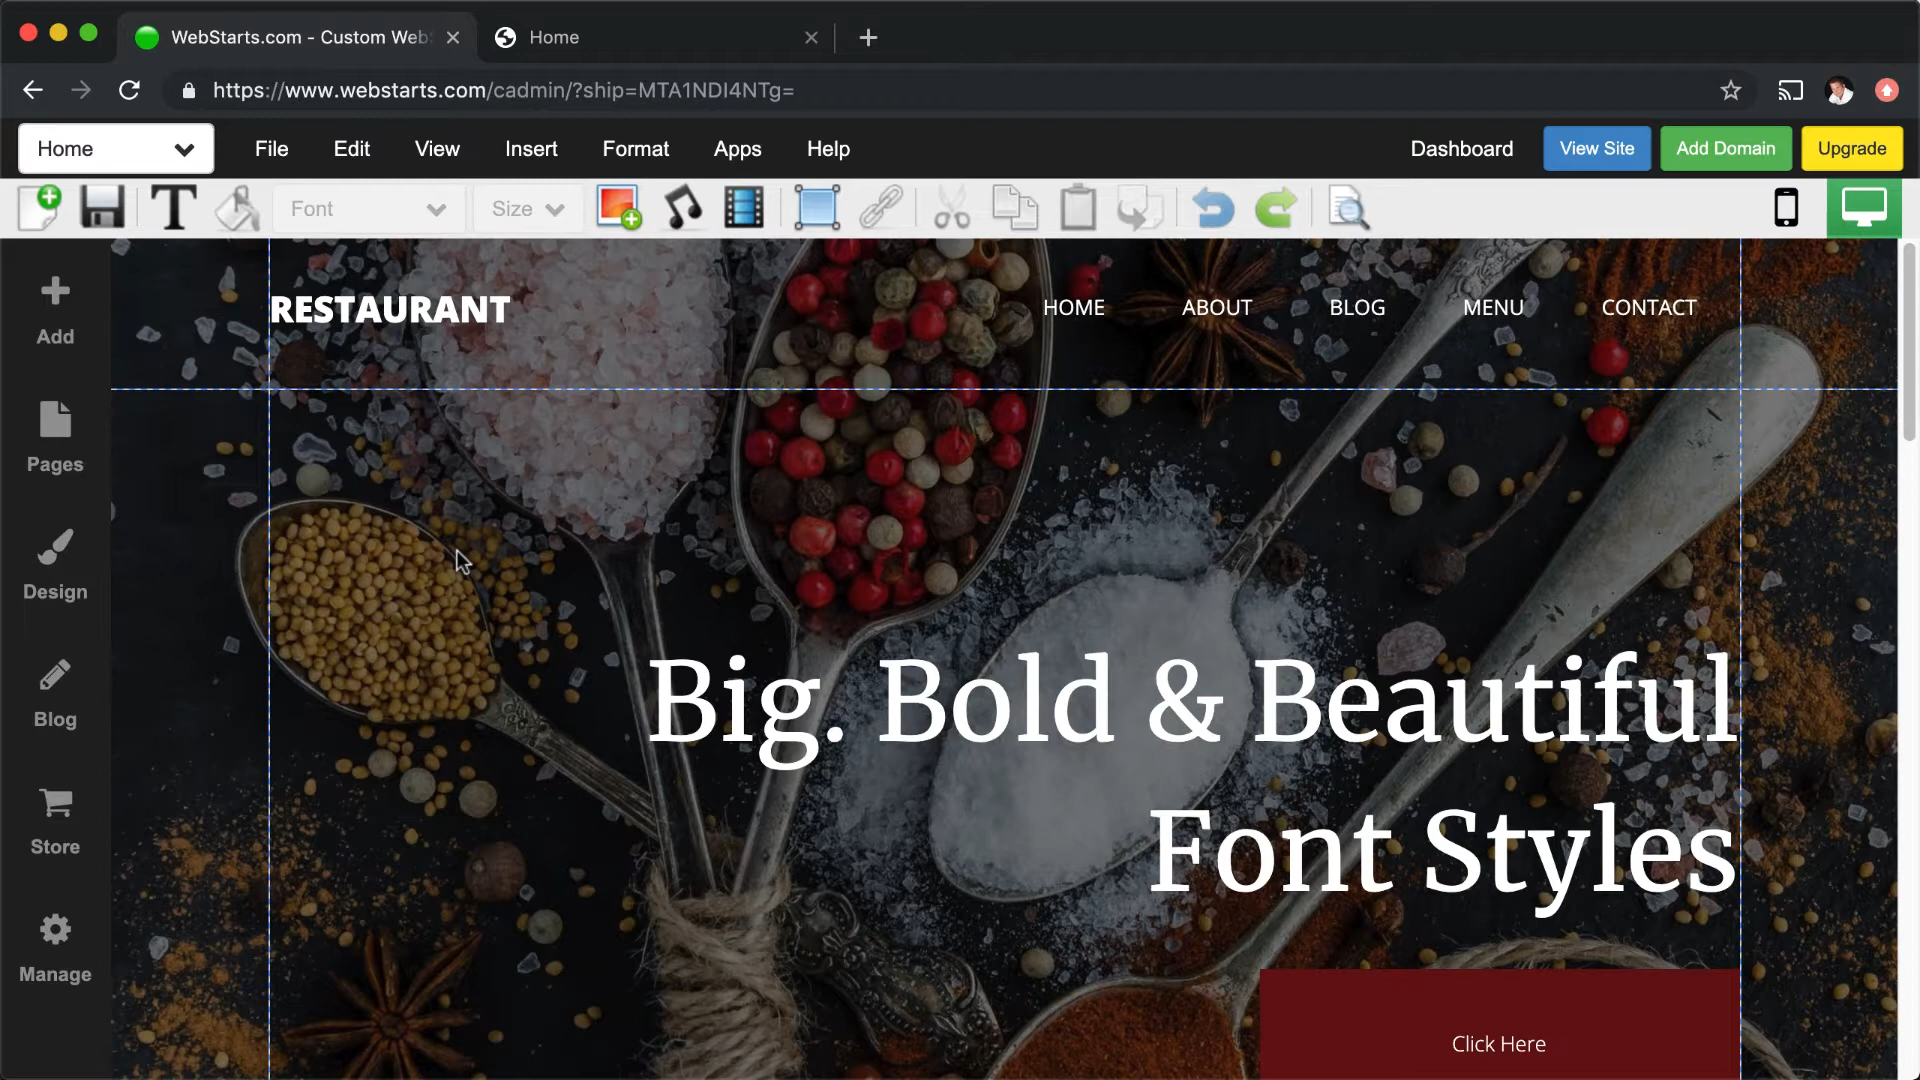 WebStarts.com - Custom Web
Home
https://www.webstarts.com/cadmin/?ship=MTA1NDI4NTg=
Home
File
Edit
View
Insert
Format
Apps
Help
Dashboard
View Site
Add Domain
Upgrade
Font
Size
Add
Pages
Design
Blog
Store
Manage
RESTAURANT
HOME
ABOUT
BLOG
MENU
CONTACT
Big. Bold & Beautiful
Font Styles
Click Here